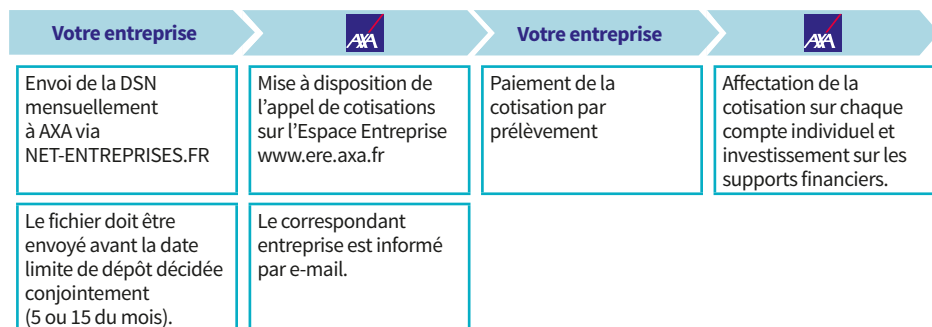 Votre entreprise
AXA
Votre entreprise
AXA
Envoi de la DSN
mensuellement
à AXA via
NET-ENTREPRISES.FR
Mise à disposition de
l’appel de cotisations
sur l’Espace Entreprise
www.ere.axa.fr
Paiement de la
cotisation par
prélèvement
Affectation de la
cotisation sur chaque
compte individuel et
investissement sur les
supports financiers.
Le fichier doit être
envoyé avant la date
limite de dépôt décidée
conjointement
(5 ou 15 du mois).
Le correspondant
entreprise est informé
par e-mail.